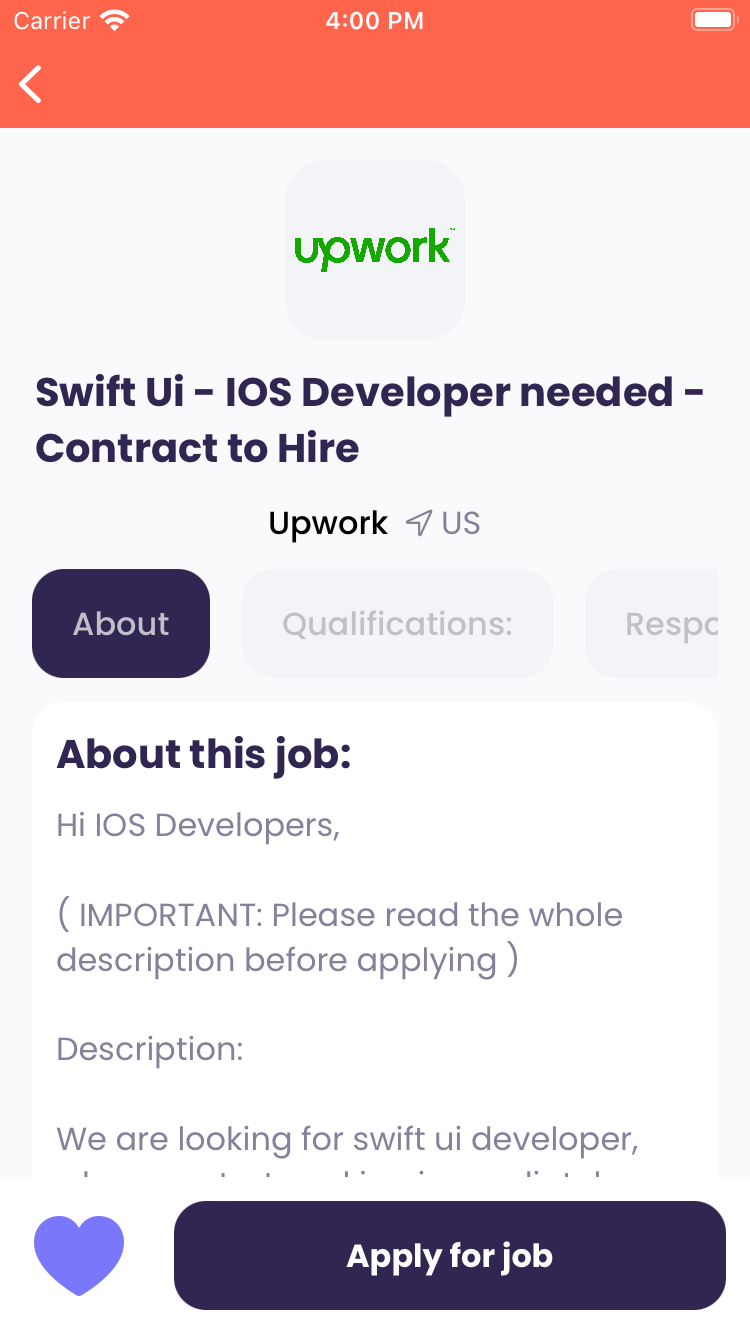 Carrier 4:00 PM
upwork
Swift Ui - IOS Developer needed -
Contract to Hire
Upwork US
About Qualifications: Respo
About this job:
Hi IOS Developers,
( IMPORTANT: Please read the whole
description before applying )
Description:
We are looking for swift ui developer,
Apply for job